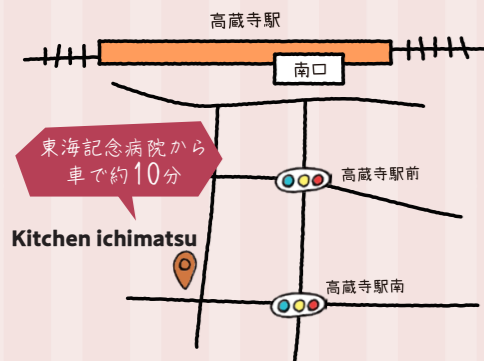 高蔵寺駅
南口
東海記念病院から
車で約10分
高蔵寺駅前
Kitchen ichimatsu
高蔵寺駅南